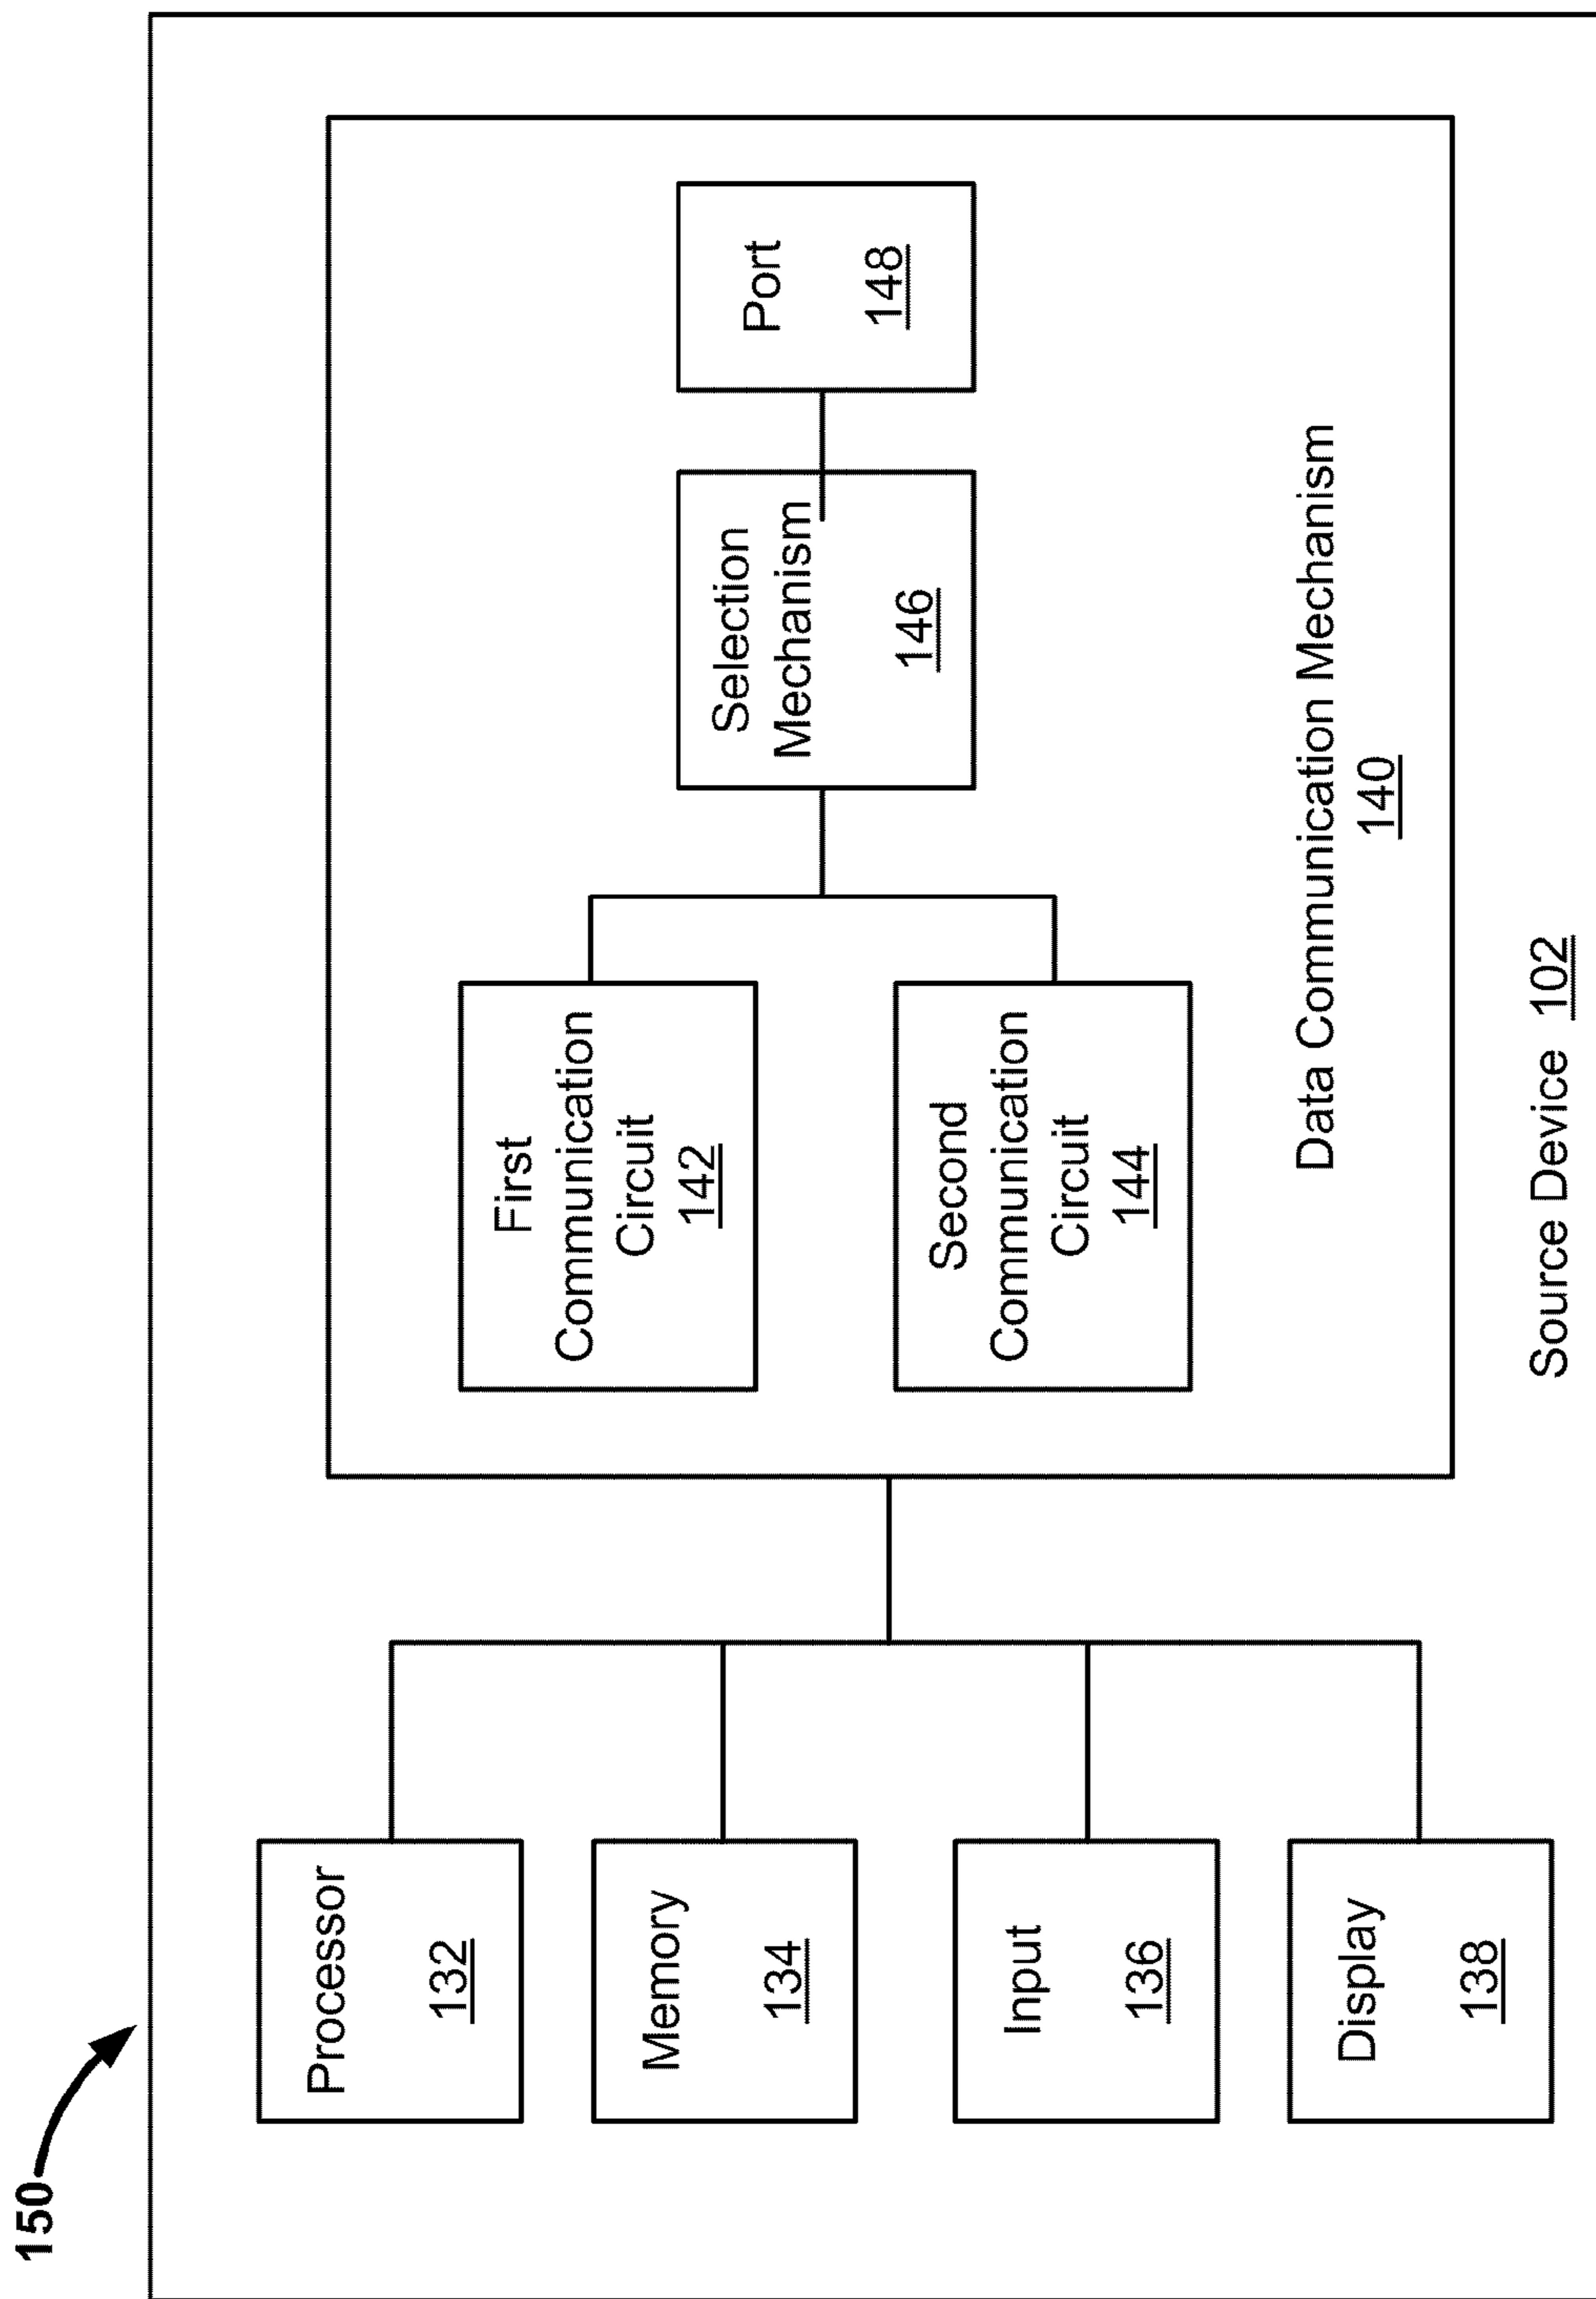 150
Processor
132
Memory
134
Input
136
Display
138
First
Communication
Circuit
142
Second
Communication
Circuit
144
Selection
Mechanism
146
Port
148
Data Communication Mechanism
140
Source Device 102